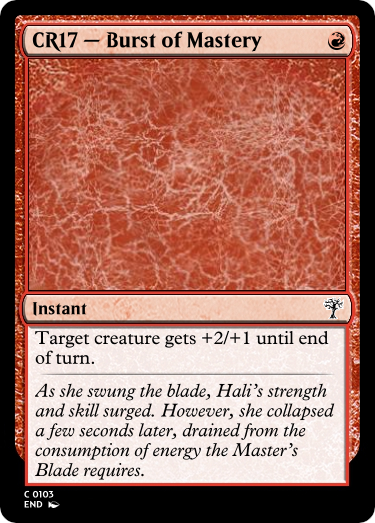 CR17 — Burst of Mastery
Instant
Target creature gets +2/+1 until end
of turn.
As she swung the blade, Hali's strength
and skill surged. However, she collapsed
a few seconds later, drained from the
consumption of energy the Master's
Blade requires.
C 0103
END